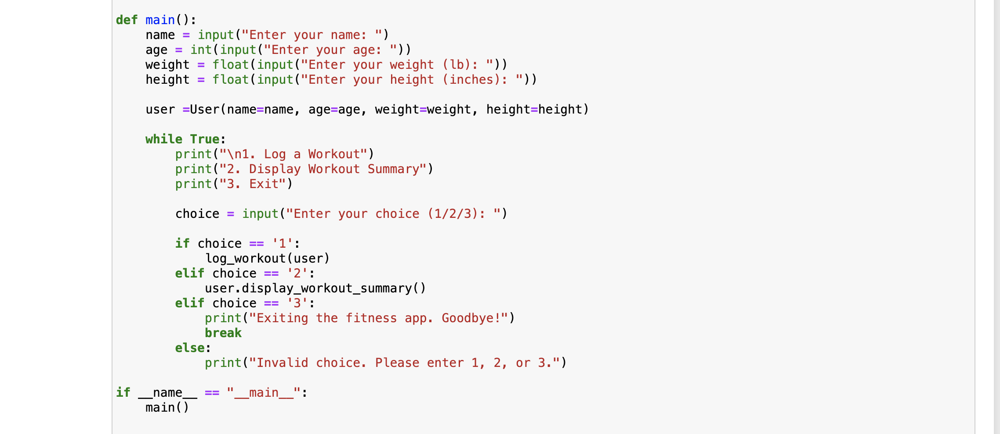 def main():
    name = input("Enter your name: ")
    age = int(input("Enter your age: "))
    weight = float(input("Enter your weight (lb): "))
    height = float(input("Enter your height (inches): "))

    user =User(name=name, age=age, weight=weight, height=height)

    while True:
        print("\n1. Log a Workout")
        print("2. Display Workout Summary")
        print("3. Exit")

        choice = input("Enter your choice (1/2/3): ")

        if choice == '1':
            log_workout(user)
        elif choice == '2':
            user.display_workout_summary()
        elif choice == '3':
            print("Exiting the fitness app. Goodbye!")
            break
        else:
            print("Invalid choice. Please enter 1, 2, or 3.")

if __name__ == "__main__":
    main()